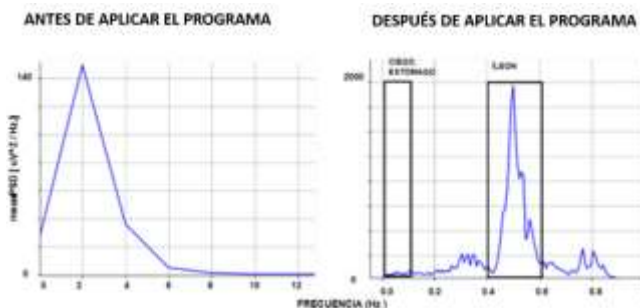 ANTES DE APLICAR EL PROGRAMA
DESPUÉS DE APLICAR EL PROGRAMA
140
0
0 2 4 6 8 10 12
2000
ESTOMAGO
ILEON
0
0.0 0.2 0.4 0.6 0.8
FRECUENCIA (Hz)